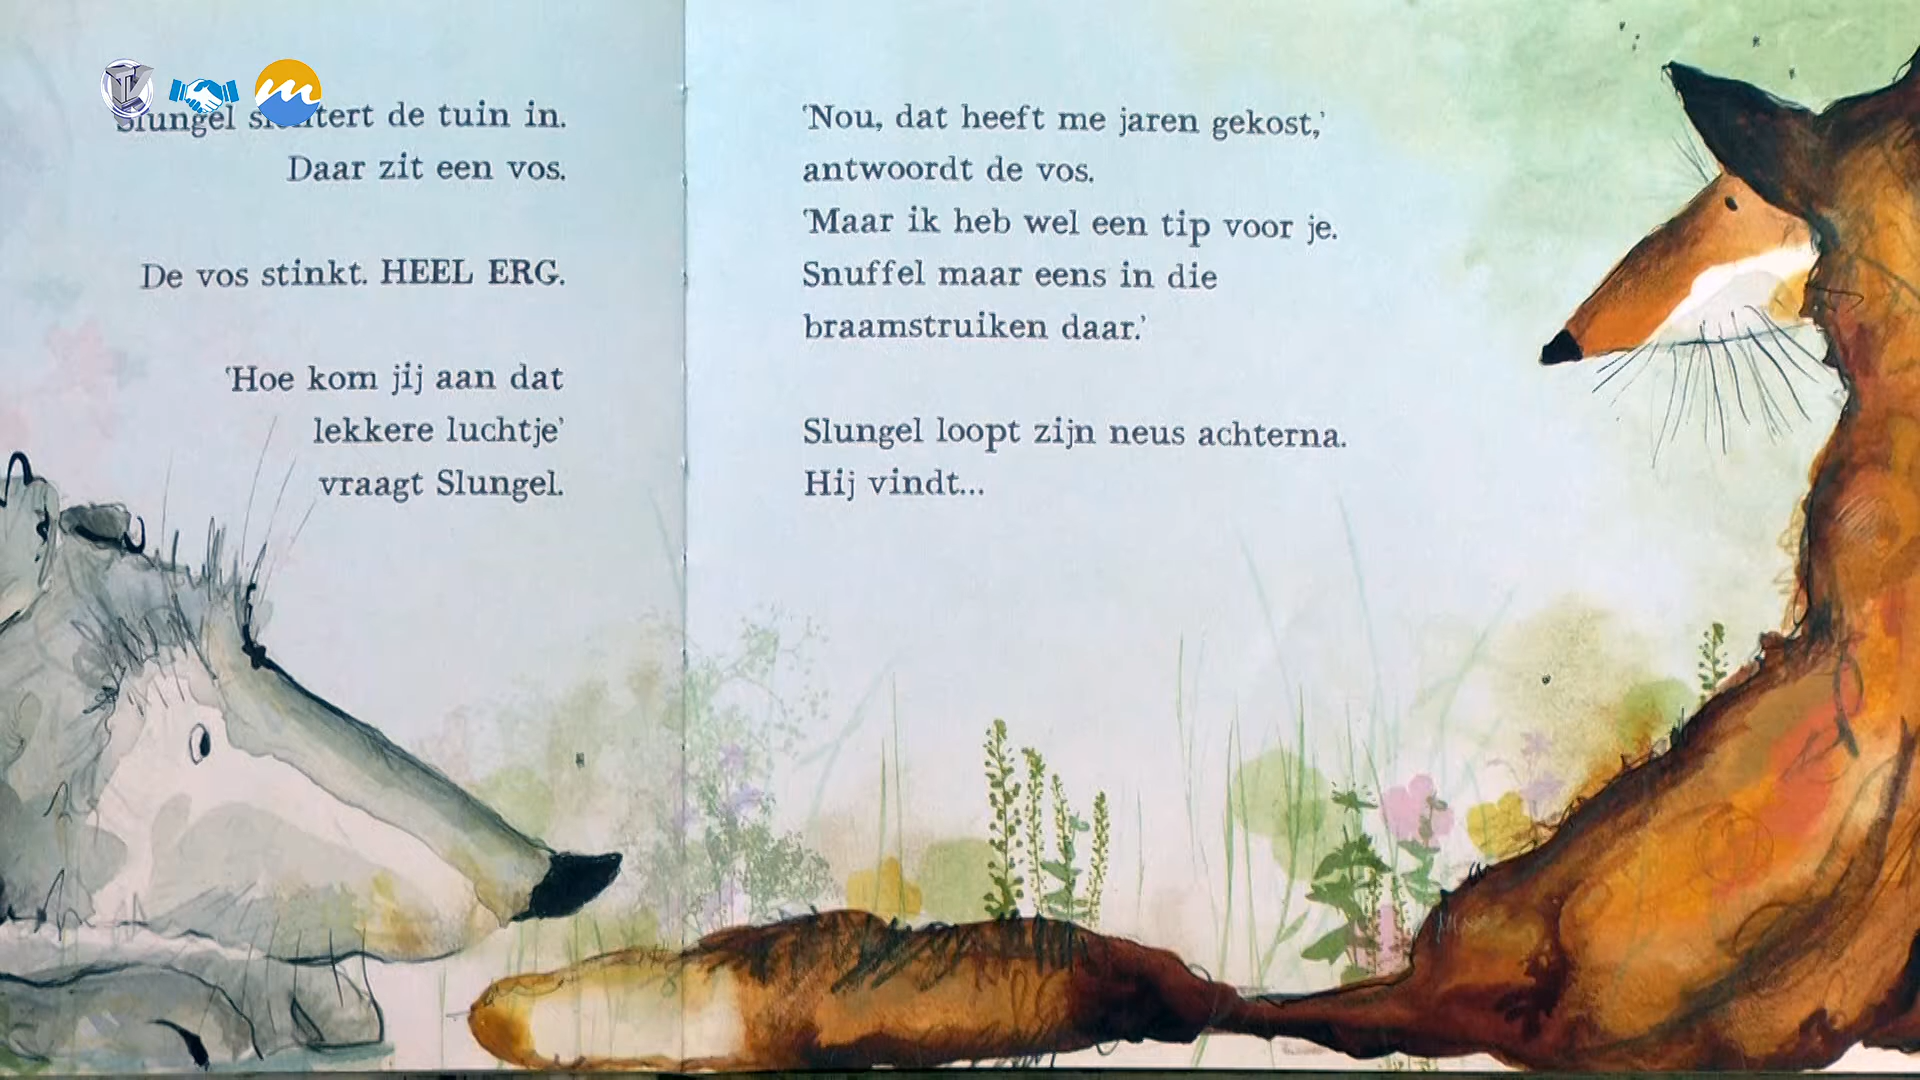 Slungel slentert de tuin in.
Daar zit een vos.
De vos stinkt. HEEL ERG.
‘Hoe kom jij aan dat
lekkere luchtje’
vraagt Slungel.
‘Nou, dat heeft me jaren gekost,’
antwoordt de vos.
‘Maar ik heb wel een tip voor je.
Snuffel maar eens in die
braamstruiken daar.’
Slungel loopt zijn neus achterna.
Hij vindt...